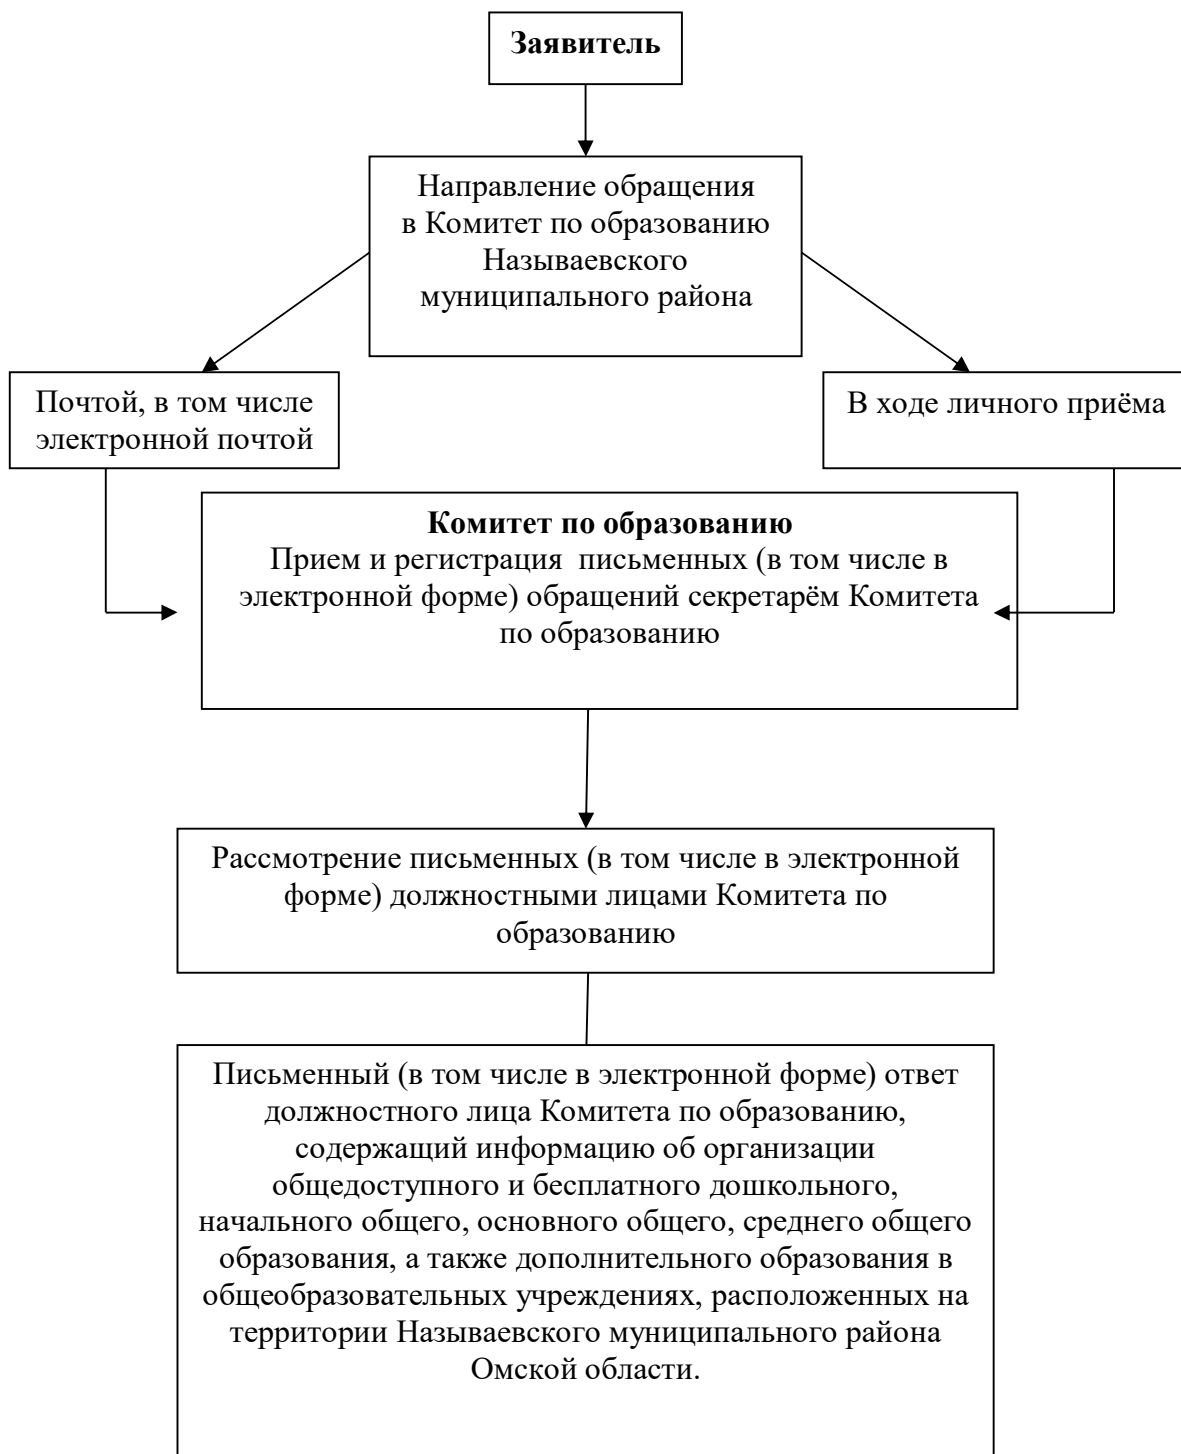 Заявитель
Направление обращения
в Комитет по образованию
Называевского
муниципального района
Почтой, в том числе
электронной почтой
В ходе личного приёма
Комитет по образованию
Прием и регистрация  письменных (в том числе в
электронной форме) обращений секретарём Комитета
по образованию
Рассмотрение письменных (в том числе в электронной
форме) должностными лицами Комитета по
образованию
Письменный (в том числе в электронной форме) ответ
должностного лица Комитета по образованию,
содержащий информацию об организации
общедоступного и бесплатного дошкольного,
начального общего, основного общего, среднего общего
образования, а также дополнительного образования в
общеобразовательных учреждениях, расположенных на
территории Называевского муниципального района
Омской области.